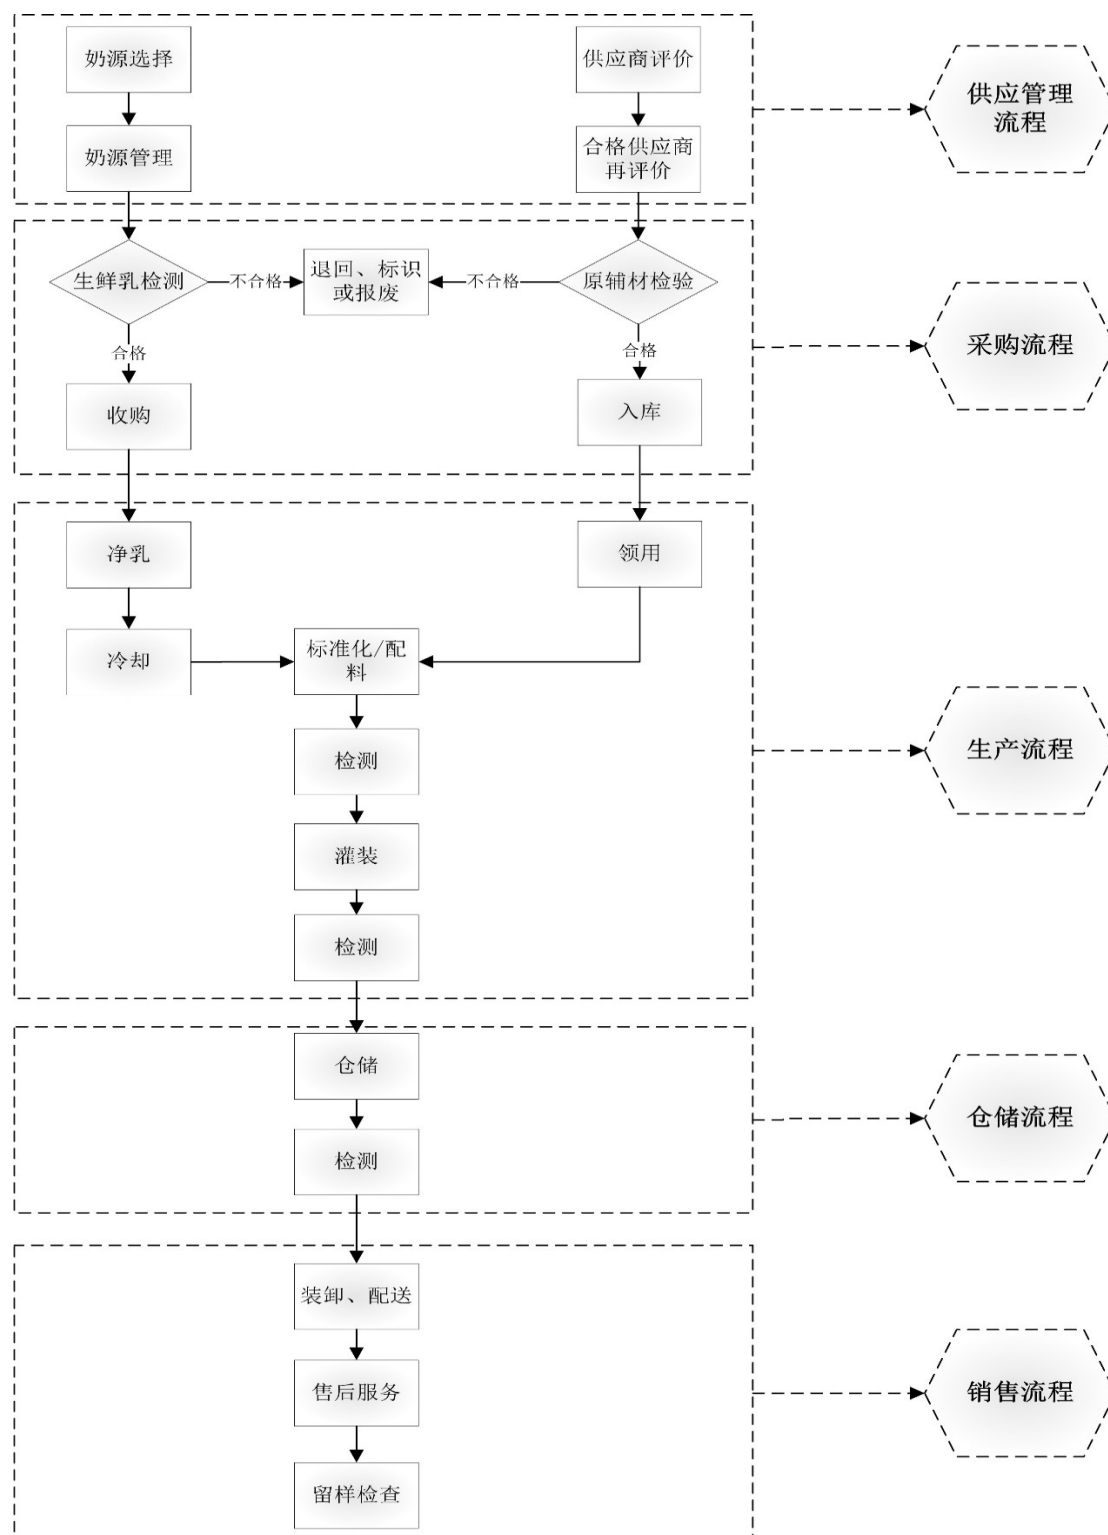 奶源选择
供应商评价
供应管理
流程
奶源管理
合格供应商
再评价
生鲜乳检测
不合格
退回、标识
或报废
不合格
原辅材检验
合格
合格
采购流程
收购
入库
净乳
领用
冷却
标准化/配
料
检测
生产流程
灌装
检测
仓储
仓储流程
检测
装卸、配送
售后服务
销售流程
留样检查